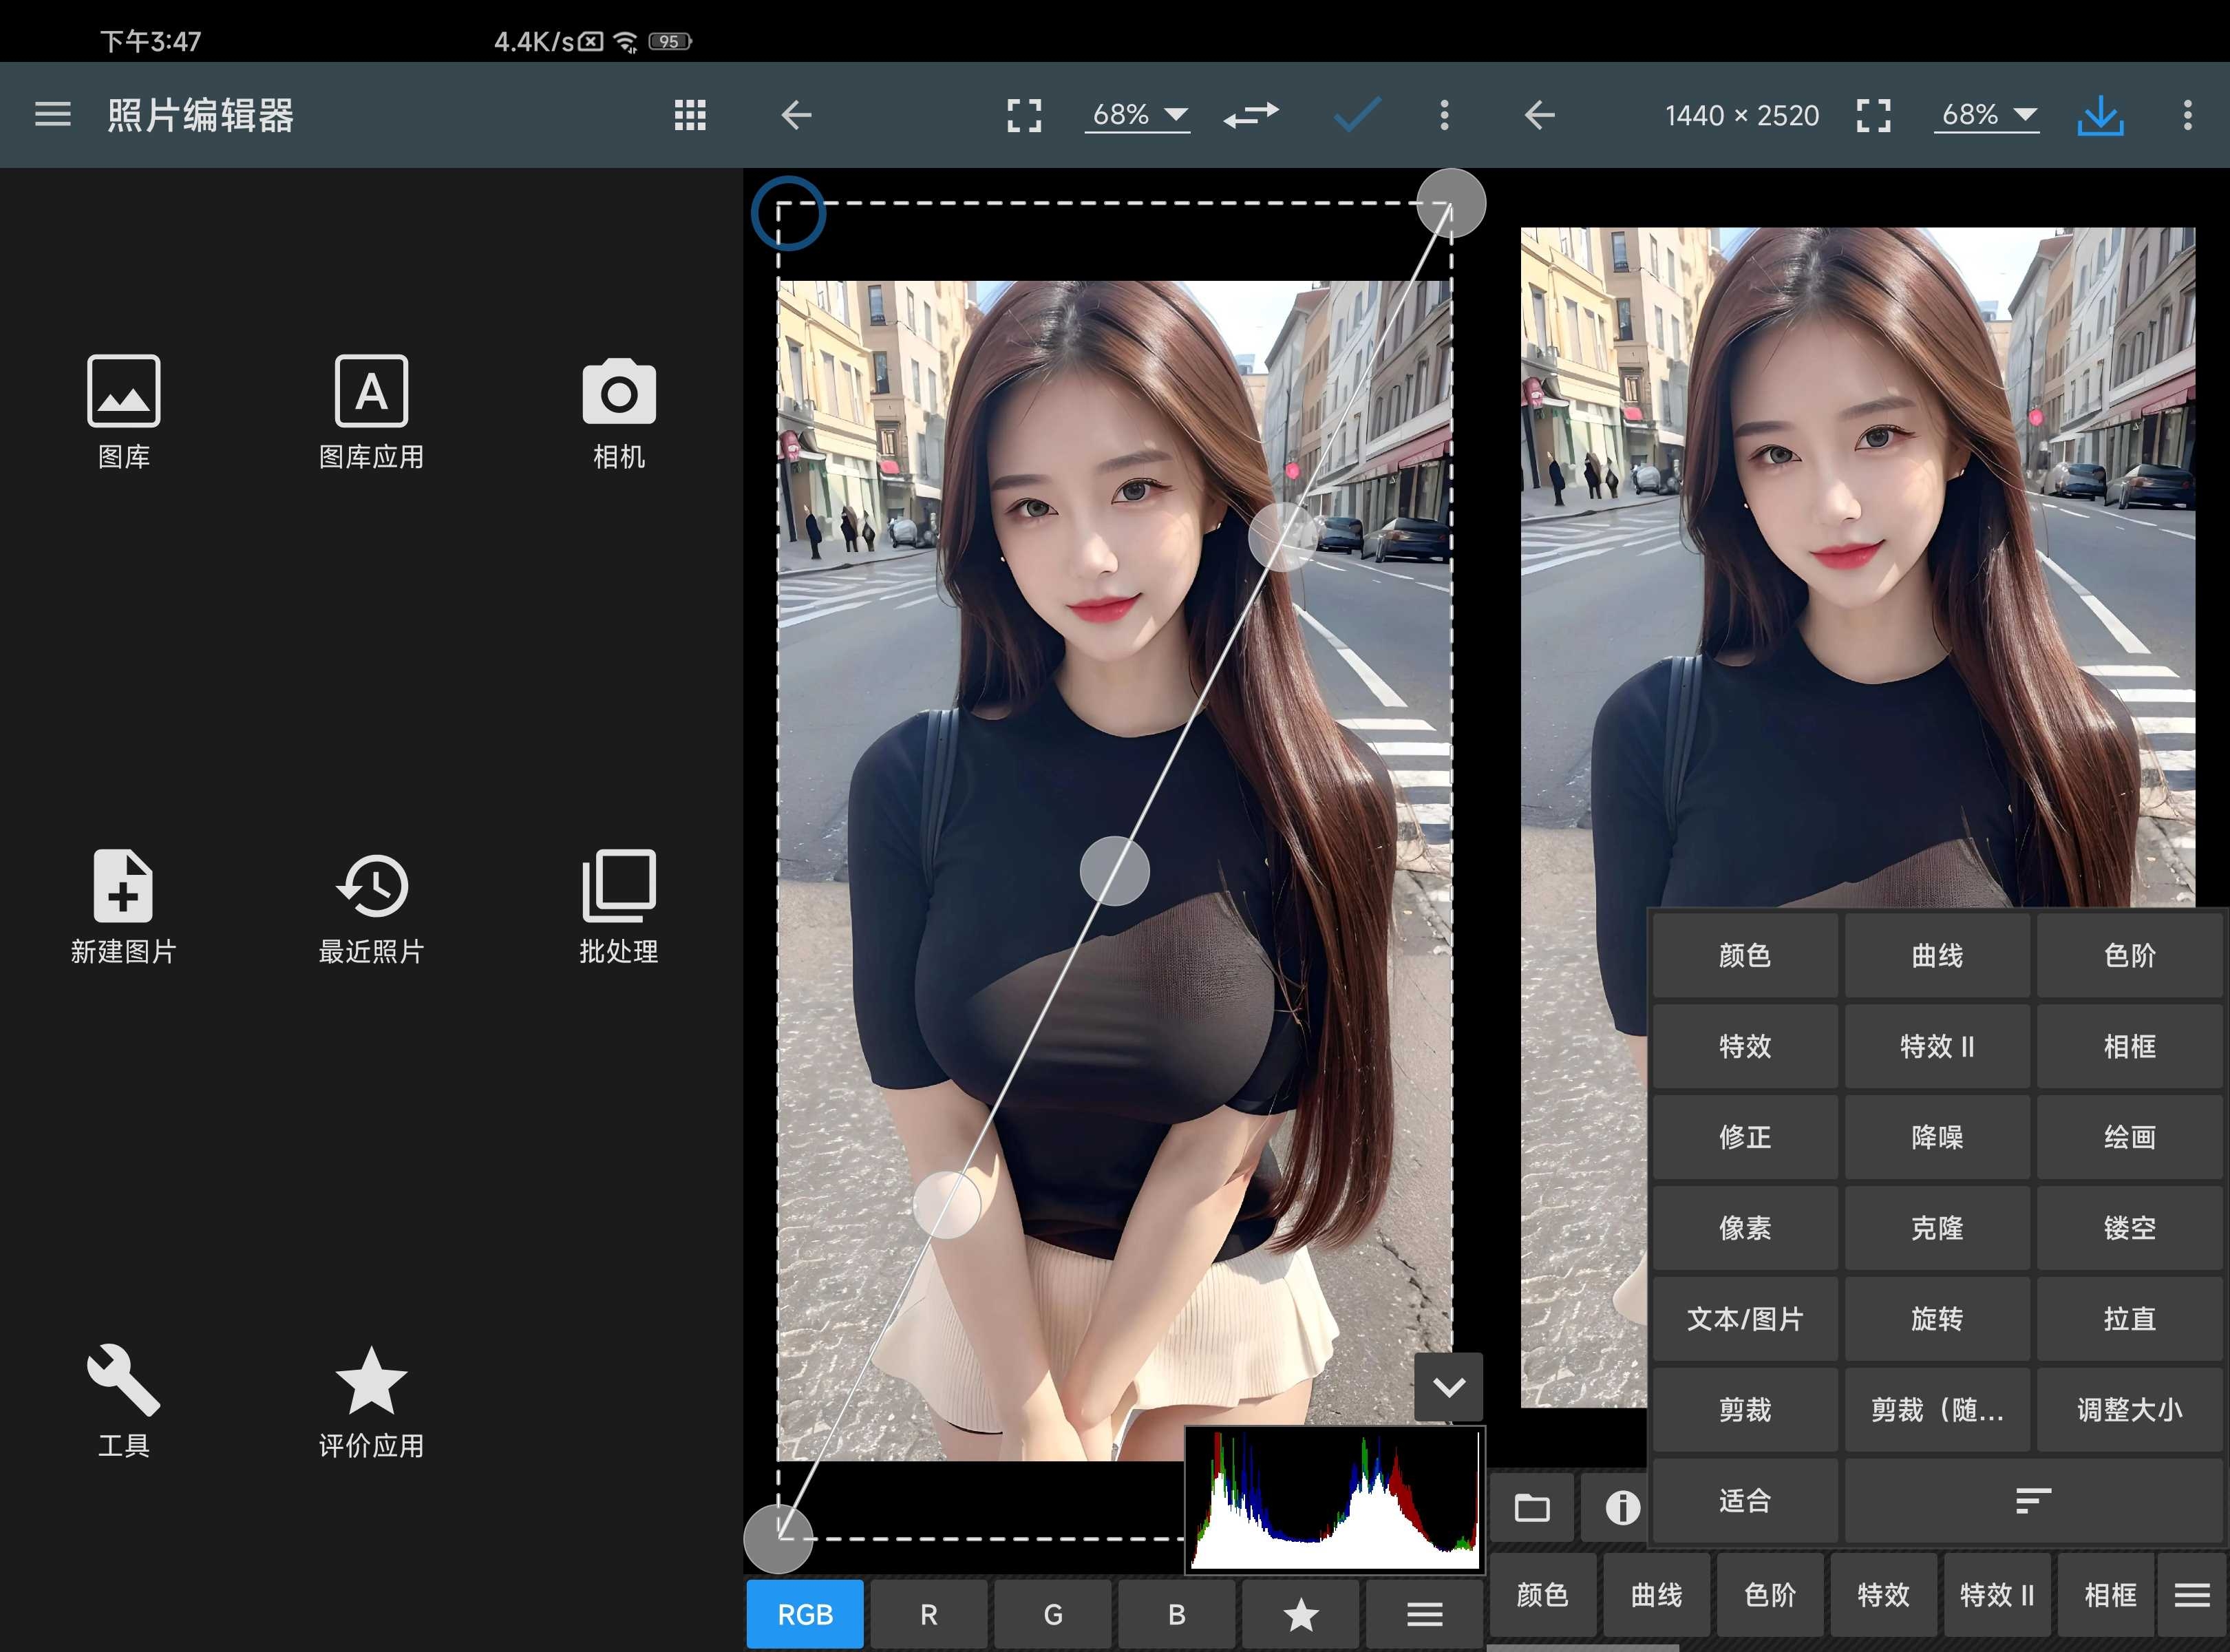 下午3:47
4.4K/s
95
照片编辑器
图库
图库应用
相机
新建图片
最近照片
批处理
工具
评价应用
68%
RGB
R
G
B
1440 × 2520
68%
颜色
曲线
色阶
特效
特效 II
相框
修正
降噪
绘画
像素
克隆
镂空
文本/图片
旋转
拉直
剪裁
剪裁（随...
调整大小
适合
颜色
曲线
色阶
特效
特效 II
相框